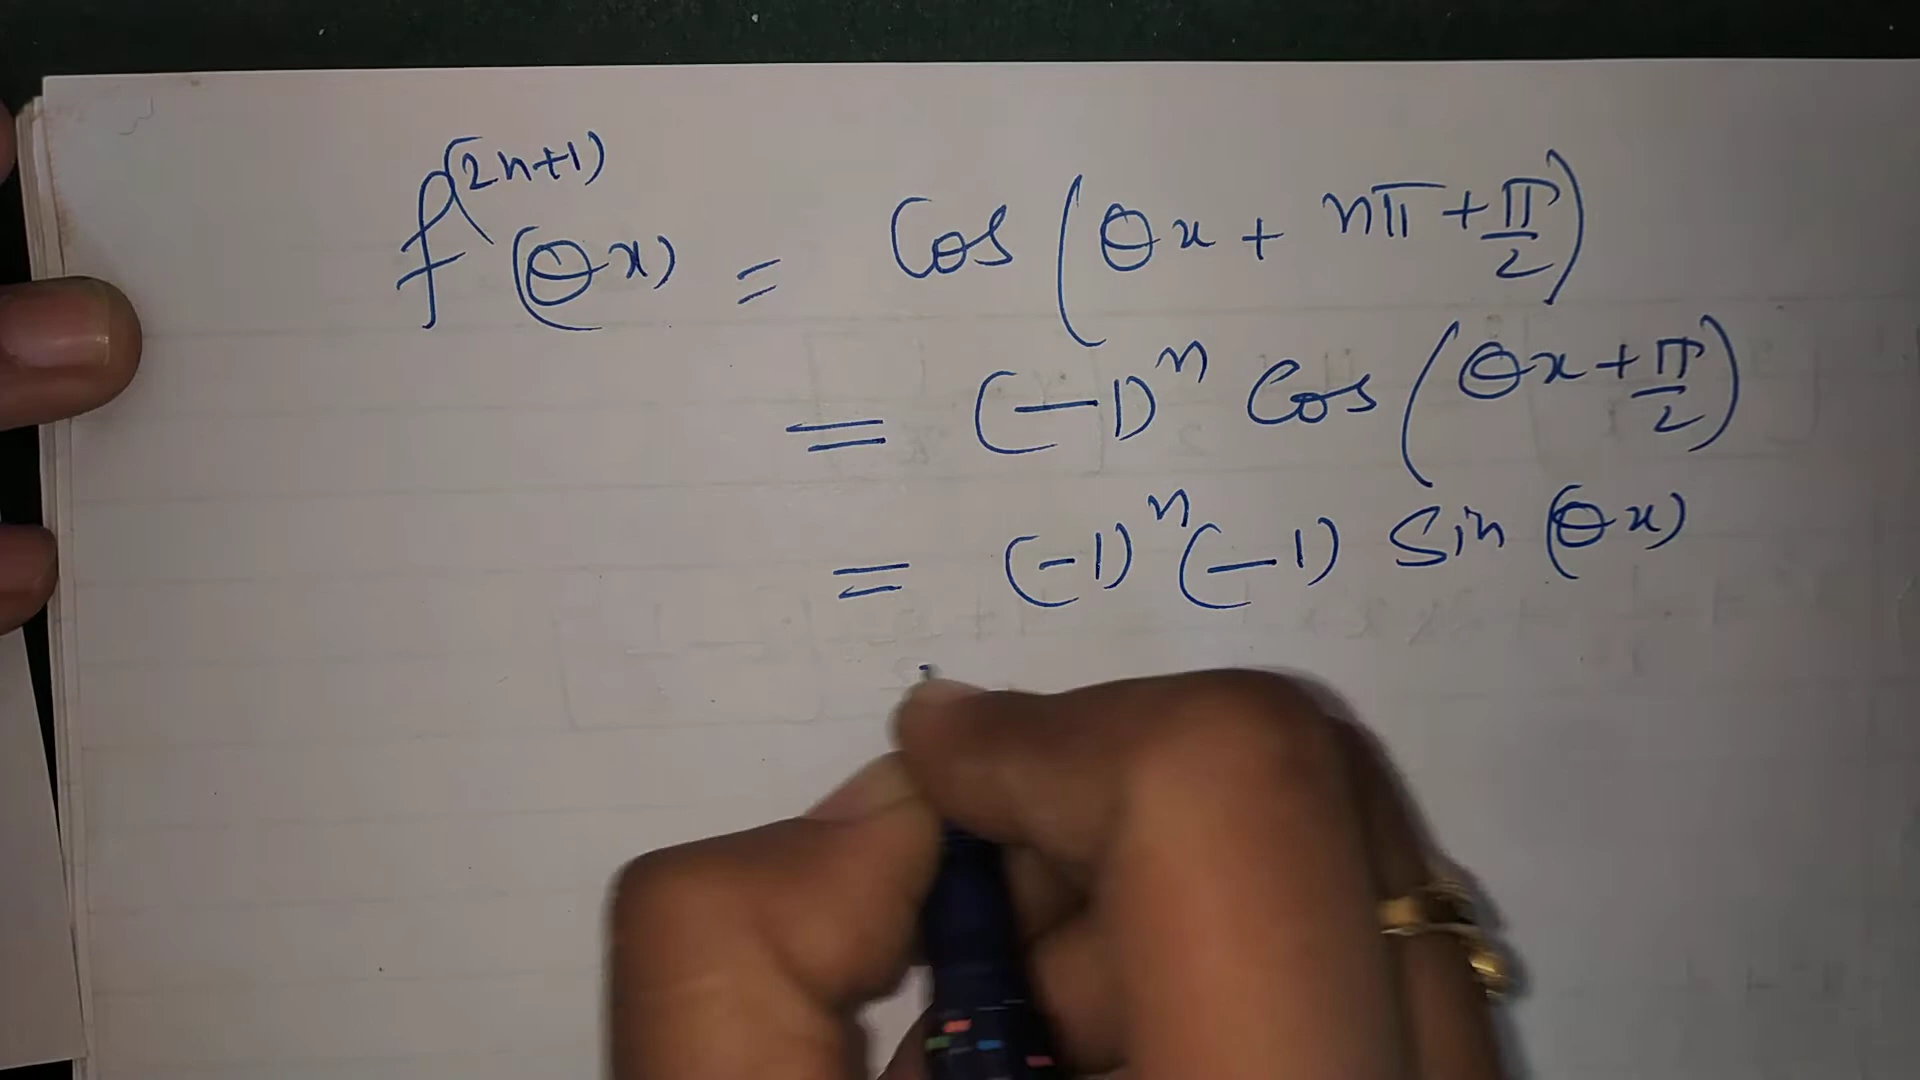 f^(2n+1) (θx) = Cos (θx + nπ + π/2)
= (-1)^n Cos (θx + π/2)
= (-1)^n (-1) Sin (θx)